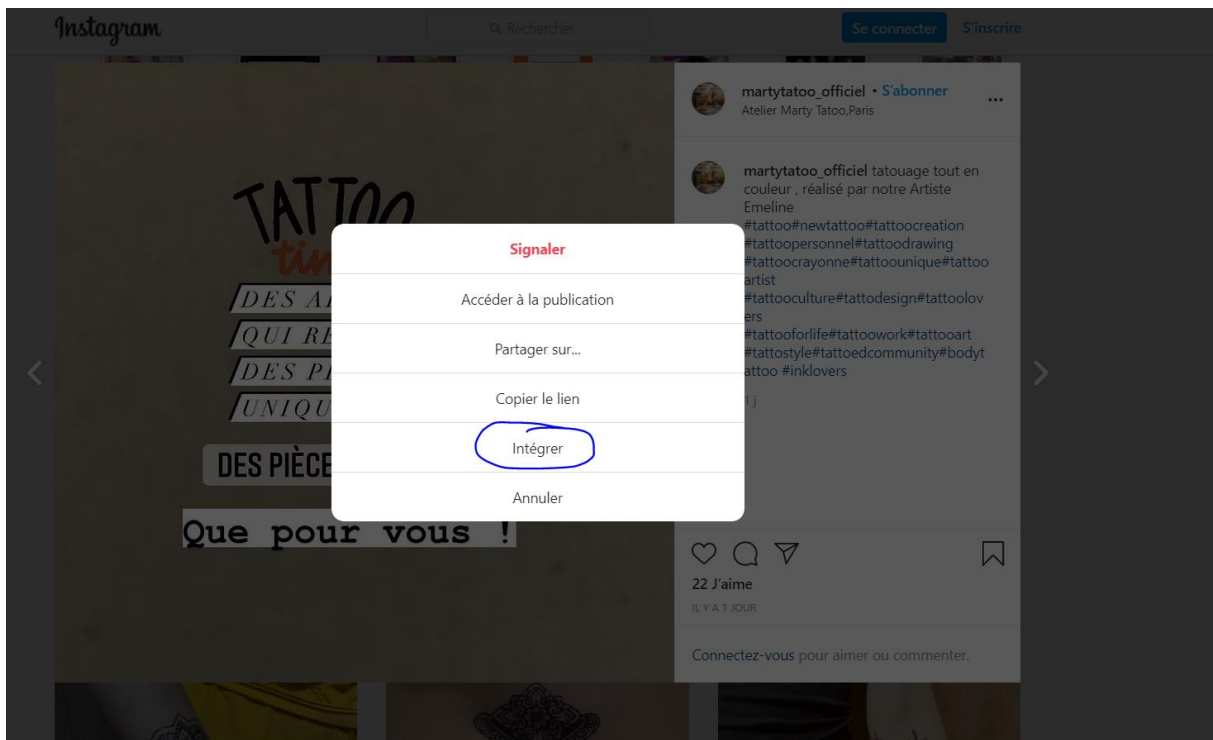 Instagram
Rechercher
Se connecter
S'inscrire
martytatoo_officiel • S'abonner
Atelier Marty Tatoo,Paris
martytatoo_officiel tatouage tout en
couleur , réalisé par notre Artiste
Emeline
#tattoo#newtattoo#tattoocreation
#tattoopersonnel#tattoodrawing
#tattoocrayonne#tattoounique#tattoo
artist
#tattooculture#tattodesign#tattoolov
ers
#tattooforlife#tattoowork#tattooart
#tattostyle#tattoedcommunity#bodyt
attoo #inklovers
1 j
TATTOO
DES PIÈCE
Que pour vous !
Signaler
Accéder à la publication
Partager sur...
Copier le lien
Intégrer
Annuler
22 J'aime
IL Y A 1 JOUR
Connectez-vous pour aimer ou commenter.